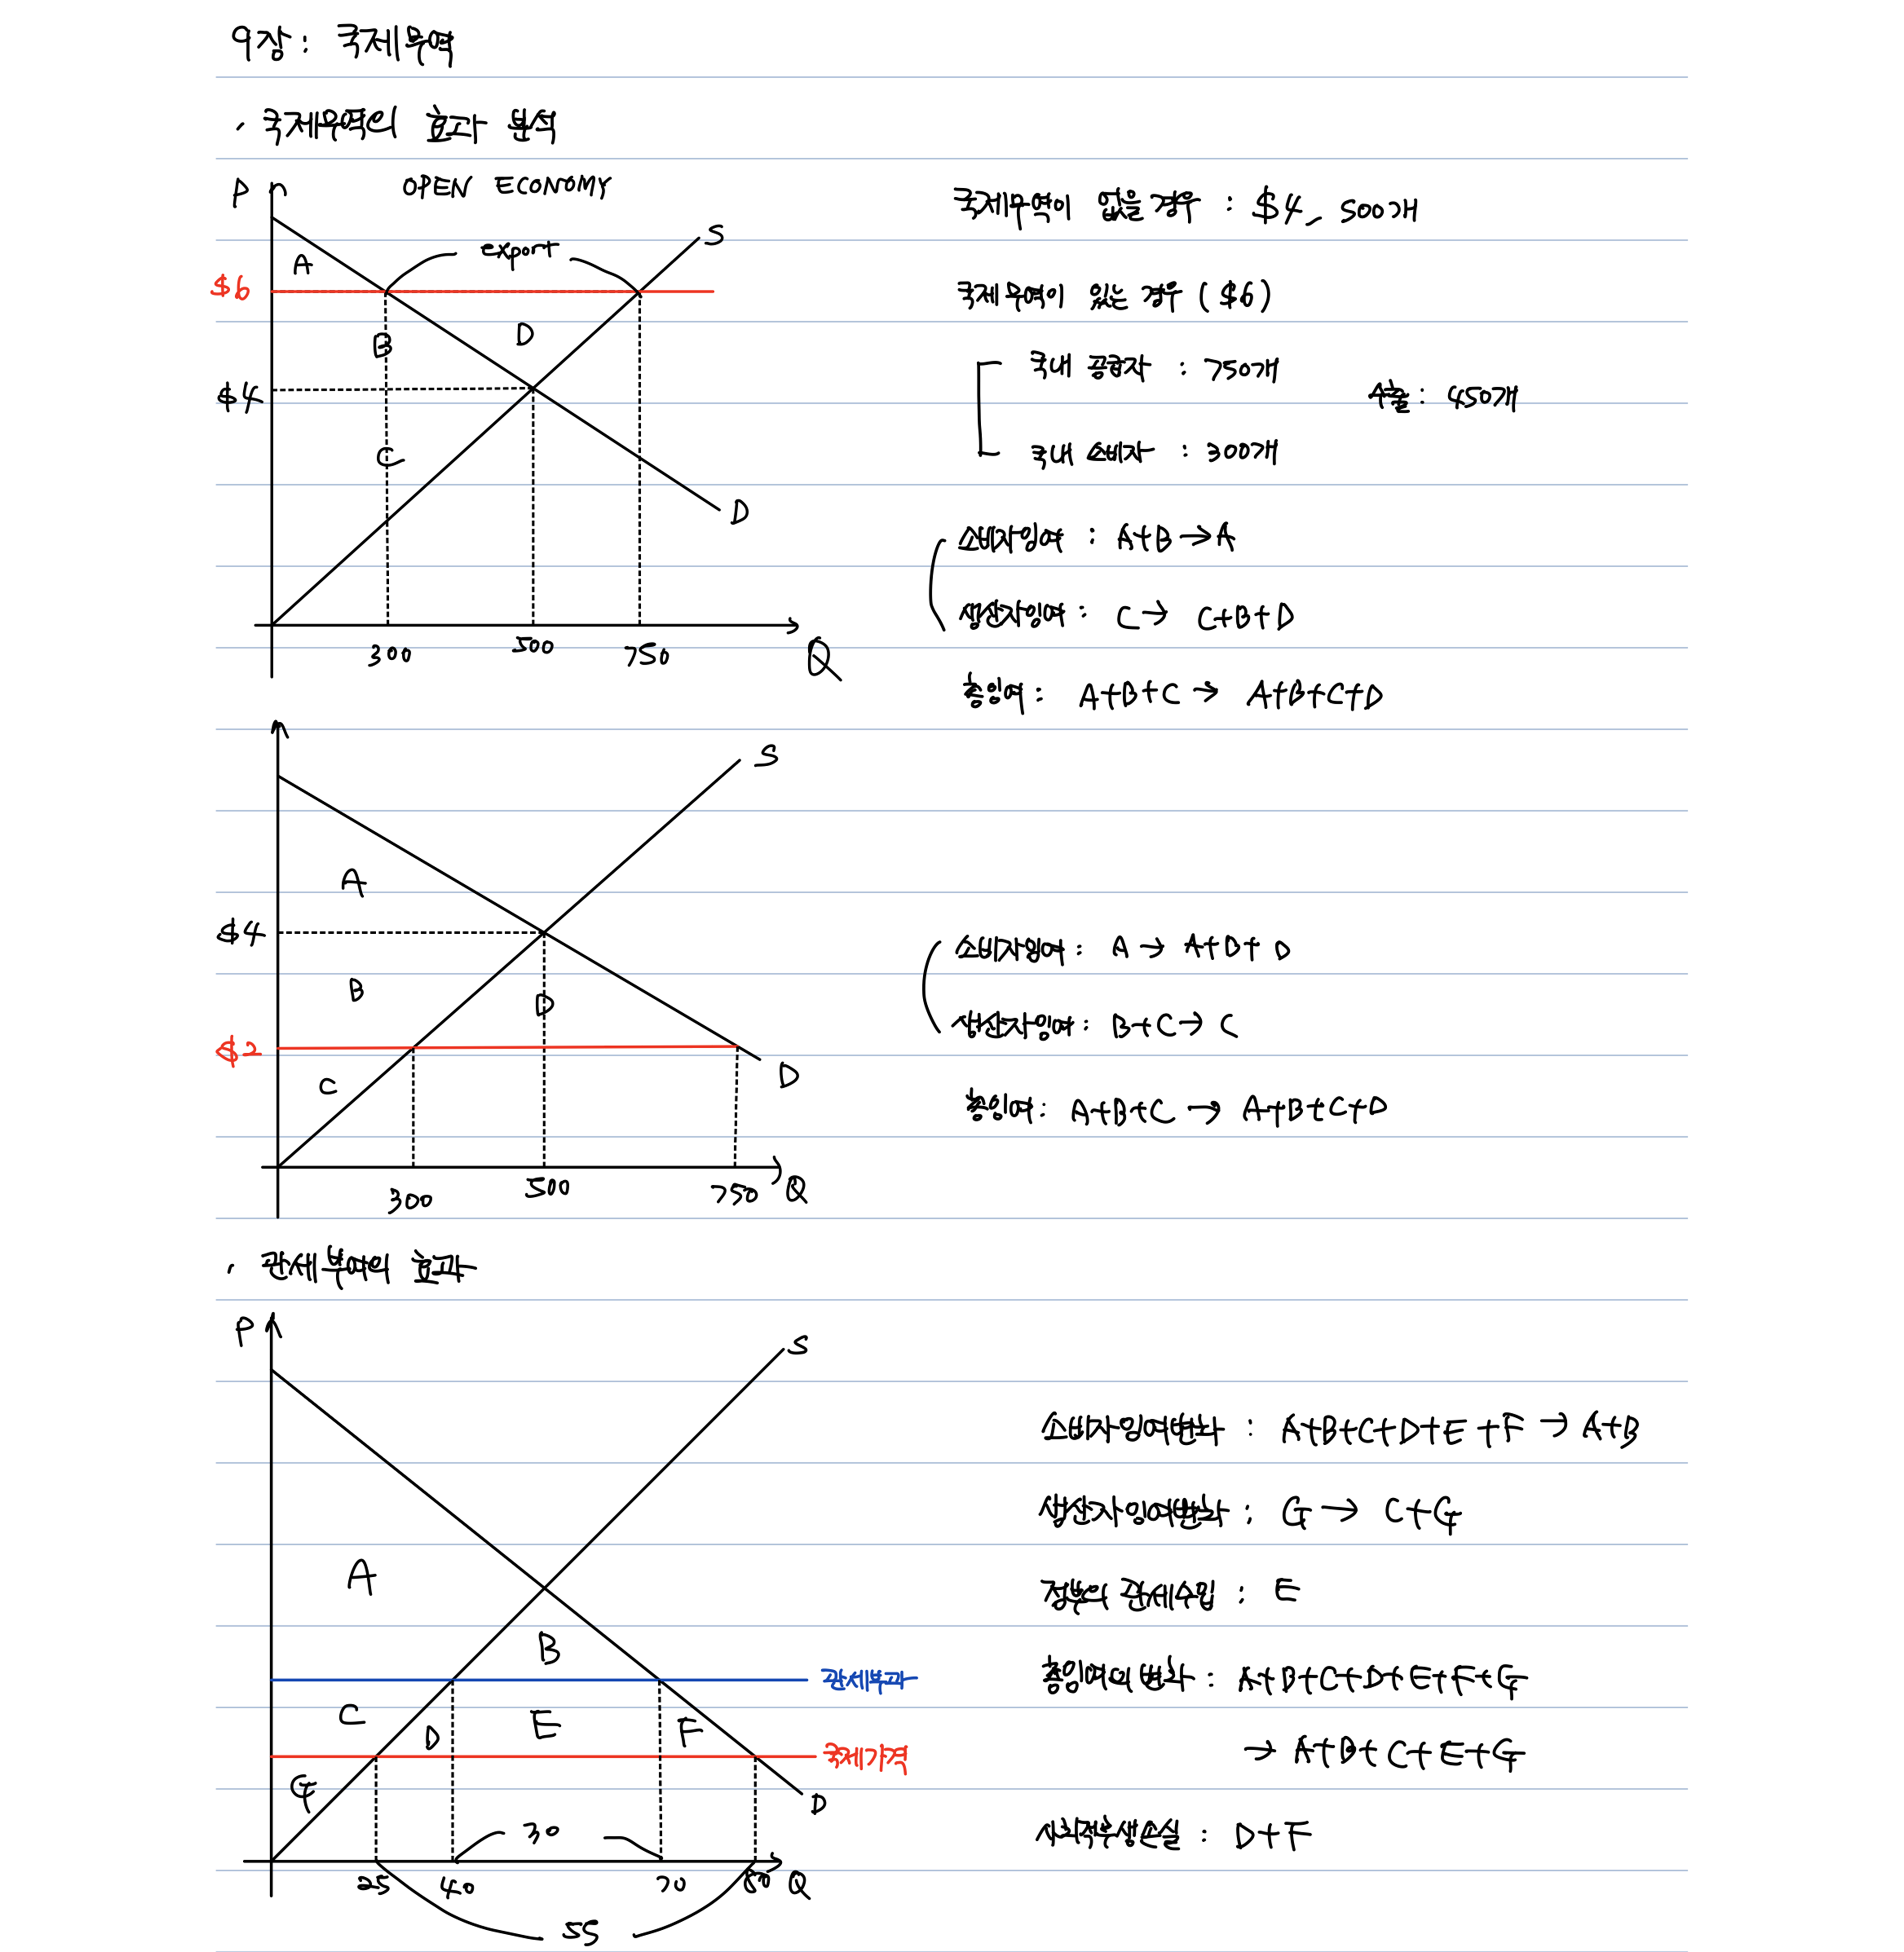 9장: 국제무역
· 국제무역의 효과 분석
P
OPEN ECONOMY
export
S
A
$6
B
D
$4
C
D
300
500
750
Q
국제무역이 없을 경우 : $4, 500개
국제무역이 있는 경우 ($6)
국내 공급자 : 750개
수출: 450개
국내 소비자 : 300개
소비자잉여 : A+B→A
생산자잉여 : C→ C+B+D
총잉여: A+B+C → A+B+C+D
S
A
$4
B
D
$2
C
D
300
500
750
Q
소비자잉여: A → A+B+D
생산자잉여: B+C→ C
총잉여: A+B+C → A+B+C+D
· 관세부여의 효과
P
S
A
B
관세부과
C
D
E
F
국제가격
G
D
30
25
40
70
80
Q
55
소비자잉여변화 : A+B+C+D+E+F → A+B
생산자잉여변화 : G → C+G
정부의 관세수입 : E
총잉여의 변화 : A+B+C+D+E+F+G
→ A+B+C+E+G
사회적후생손실 : D+F